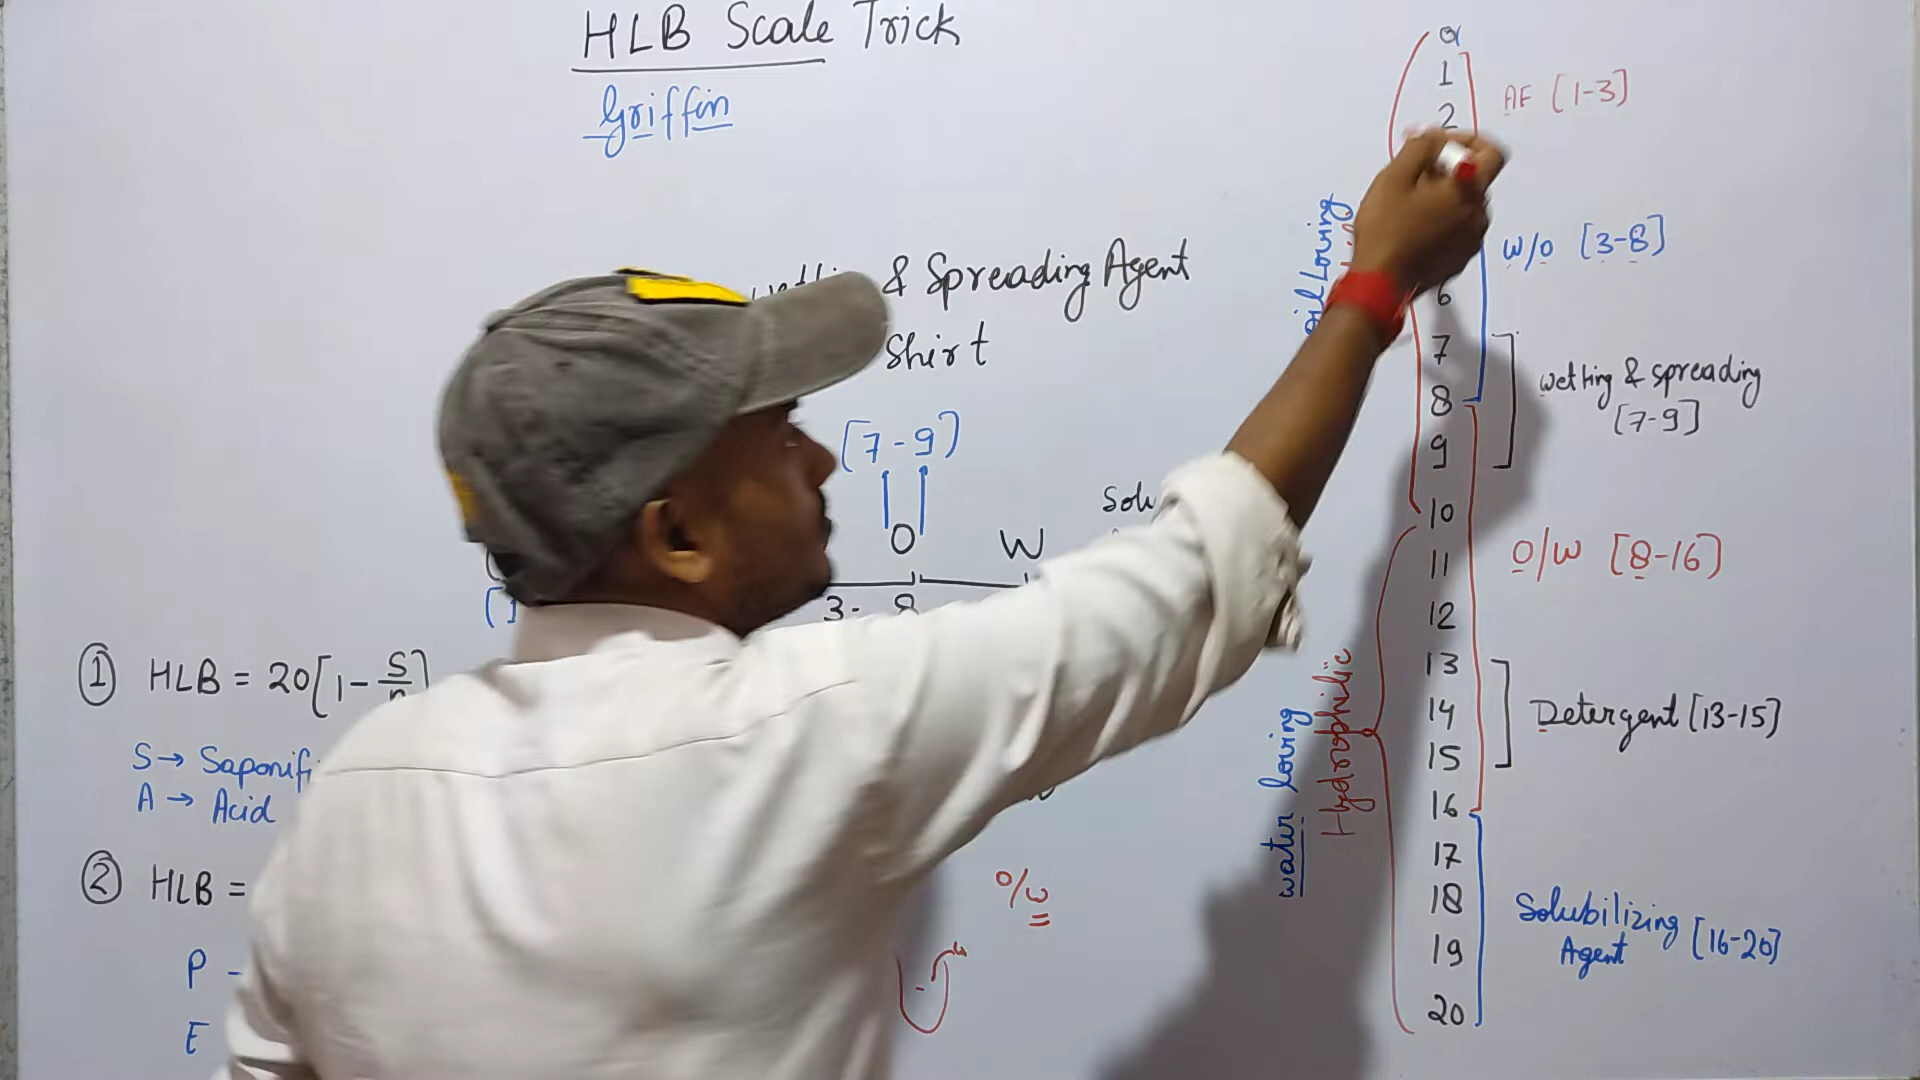 HLB Scale Trick
Griffin
& Spreading Agent
Shirt
[7-9]
O
W
3- 8
① HLB = 20[1-S
S → Saponifi
A → Acid
② HLB =
P -
E
O/W
0
1
2
6
7
8
9
10
11
12
13
14
15
16
17
18
19
20
oil Loving
water loving
Hydrophilic
AF [1-3]
W/O [3-8]
wetting & spreading
[7-9]
O/W [8-16]
Detergent [13-15]
Solubilizing
Agent [16-20]